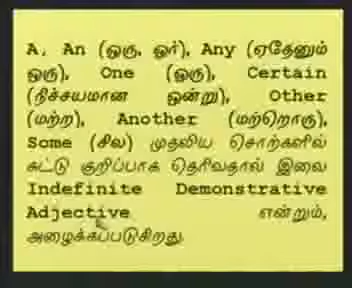 A, An (ஒரு, ஓர்), Any (ஏதேனும்
ஒரு), One (ஒரு), Certain
(நிச்சயமான ஒன்று), Other
(மற்ற), Another (மற்றொரு),
Some (சில) முதலிய சொற்களில்
சுட்டு குறிப்பாக தெரிவதால் இவை
Indefinite Demonstrative
Adjective என்றும்,
அழைக்கப்படுகிறது.